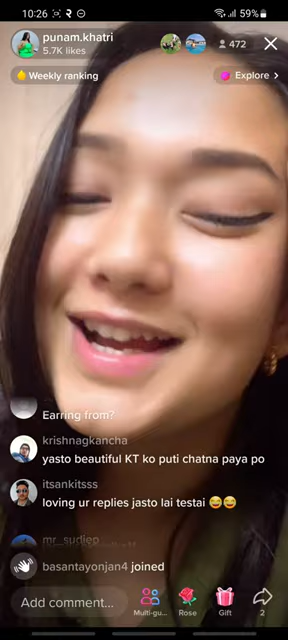 10:26
59%
punam.khatri
5.7K likes
472
Weekly ranking
Explore >
Earring from?
krishnagkancha
yasto beautiful KT ko puti chatna paya po
itsankitsss
loving ur replies jasto lai testai 😂😂
mr_sudiep
basantayonjan4 joined
Add comment...
Multi-gu...
Rose
Gift
2